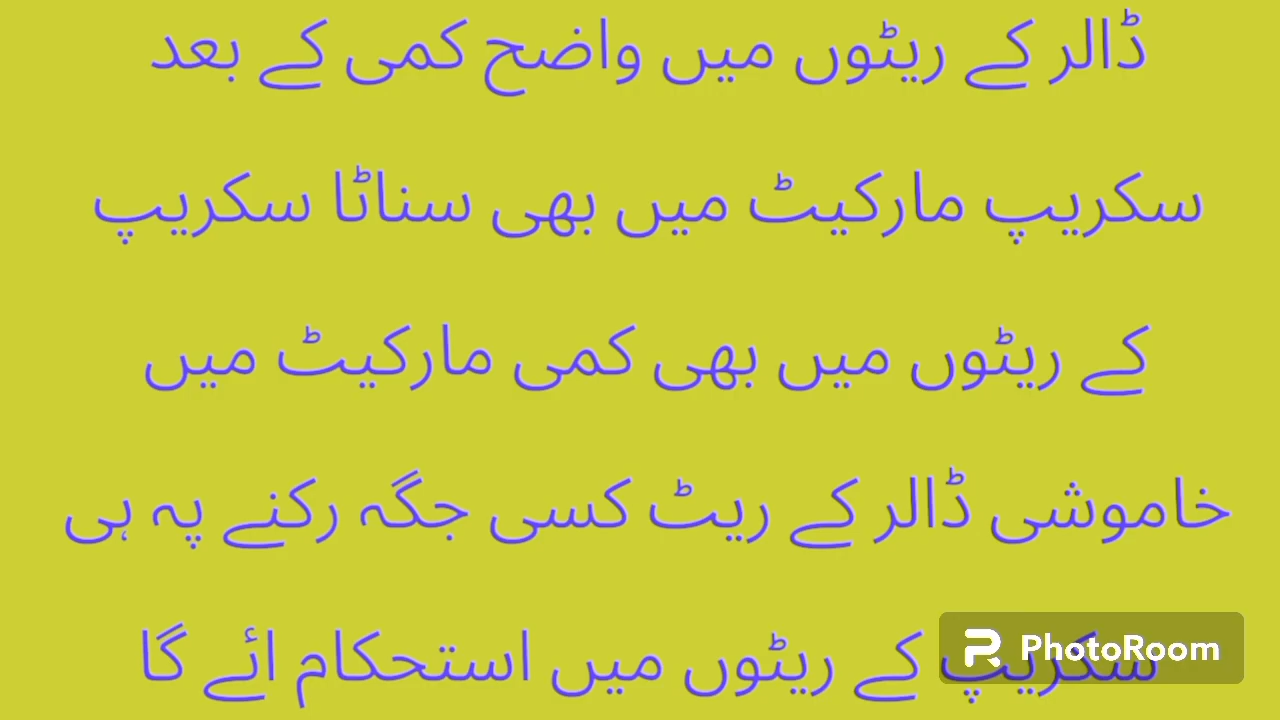 ڈالر کے ریٹوں میں واضح کمی کے بعد
سکریپ مارکیٹ میں بھی سناٹا سکریپ
کے ریٹوں میں بھی کمی مارکیٹ میں
خاموشی ڈالر کے ریٹ کسی جگہ رکنے پہ ہی
سکریپ کے ریٹوں میں استحکام ائے گا
PhotoRoom